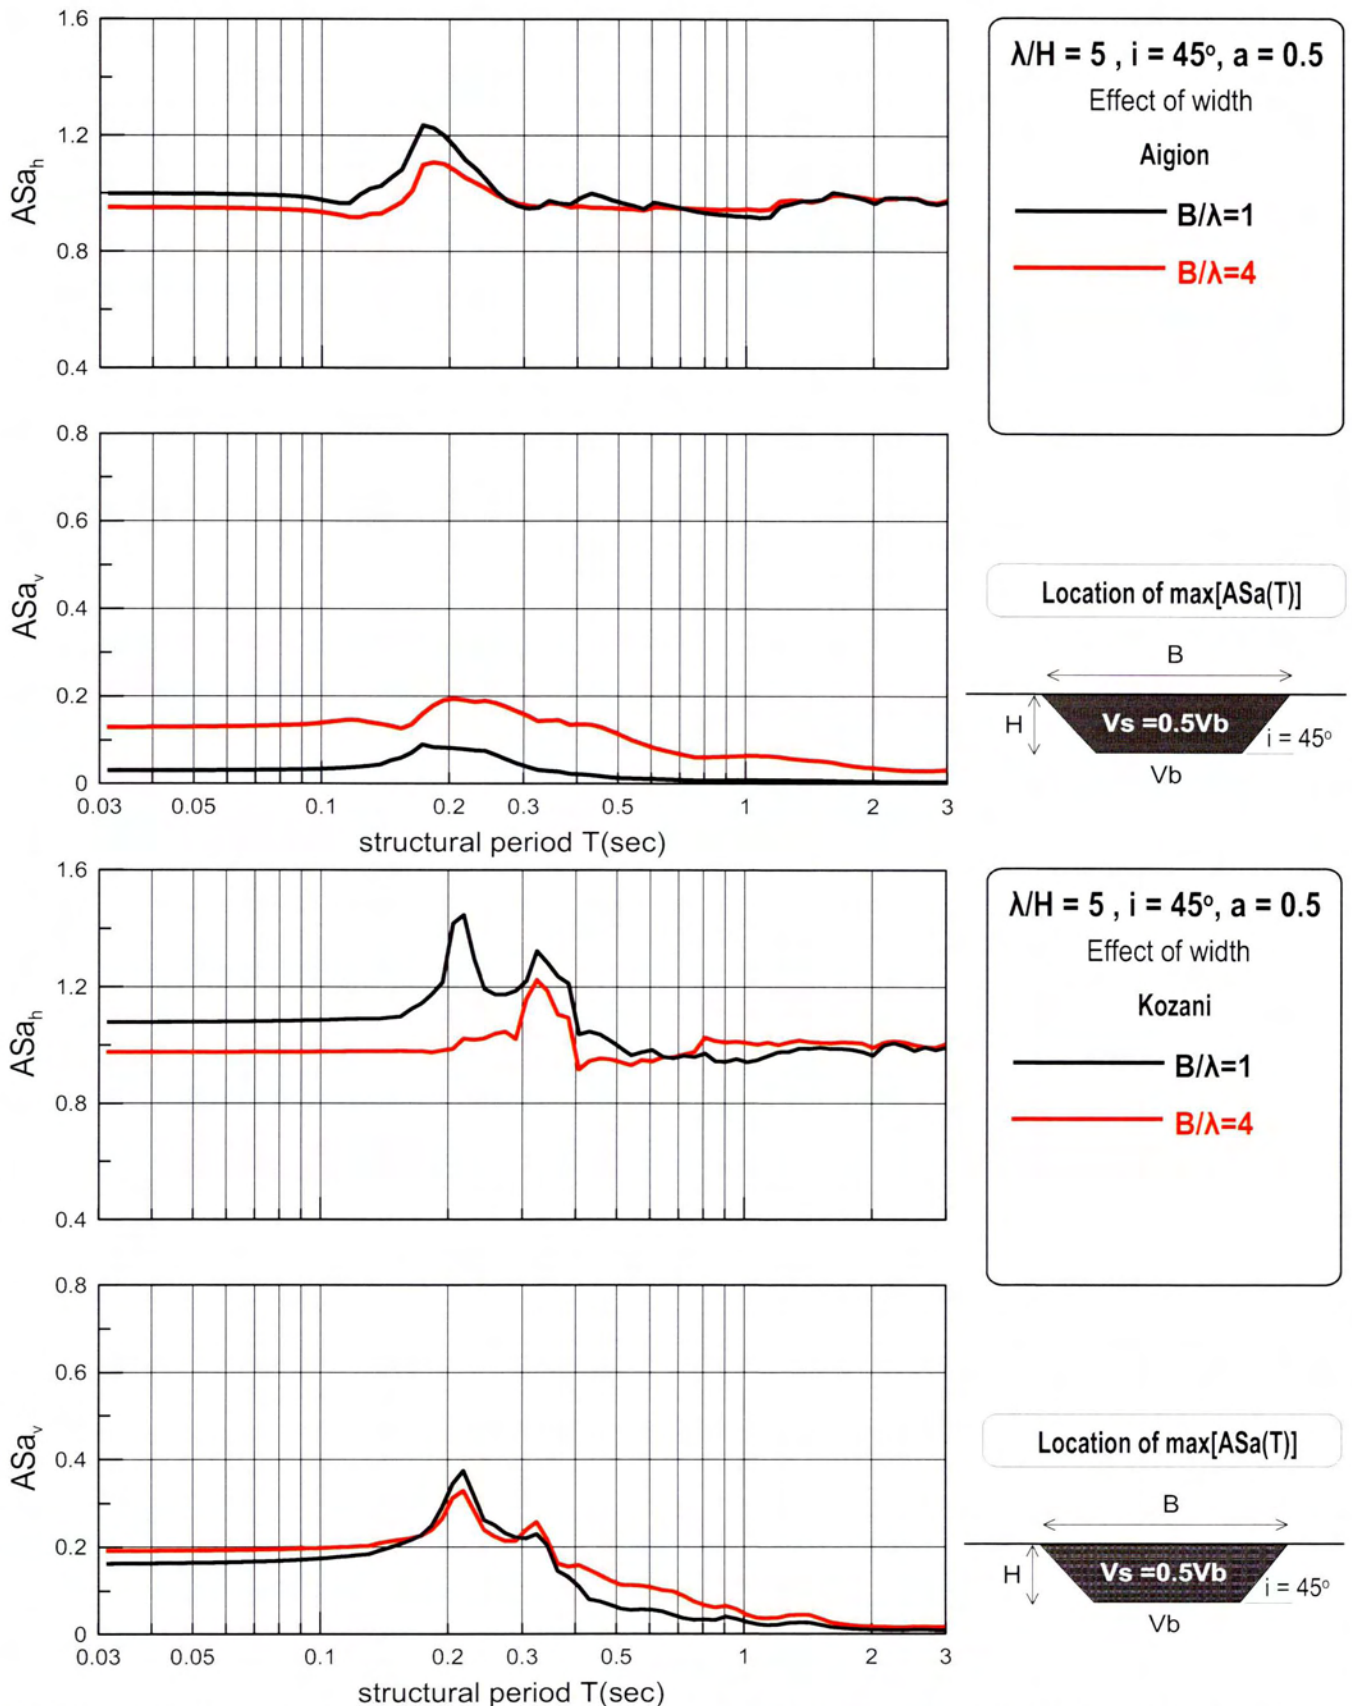 1.6
1.2
0.8
0.4
ASa_h
λ/H = 5 , i = 45°, a = 0.5
Effect of width
Aigion
B/λ=1
B/λ=4
0.8
0.6
0.4
0.2
0
ASa_v
0.03 0.05 0.1 0.2 0.3 0.5 1 2 3
structural period T(sec)
Location of max[ASa(T)]
B
H
Vs =0.5Vb
i = 45°
Vb
1.6
1.2
0.8
0.4
ASa_h
λ/H = 5 , i = 45°, a = 0.5
Effect of width
Kozani
B/λ=1
B/λ=4
0.8
0.6
0.4
0.2
0
ASa_v
0.03 0.05 0.1 0.2 0.3 0.5 1 2 3
structural period T(sec)
Location of max[ASa(T)]
B
H
Vs =0.5Vb
i = 45°
Vb